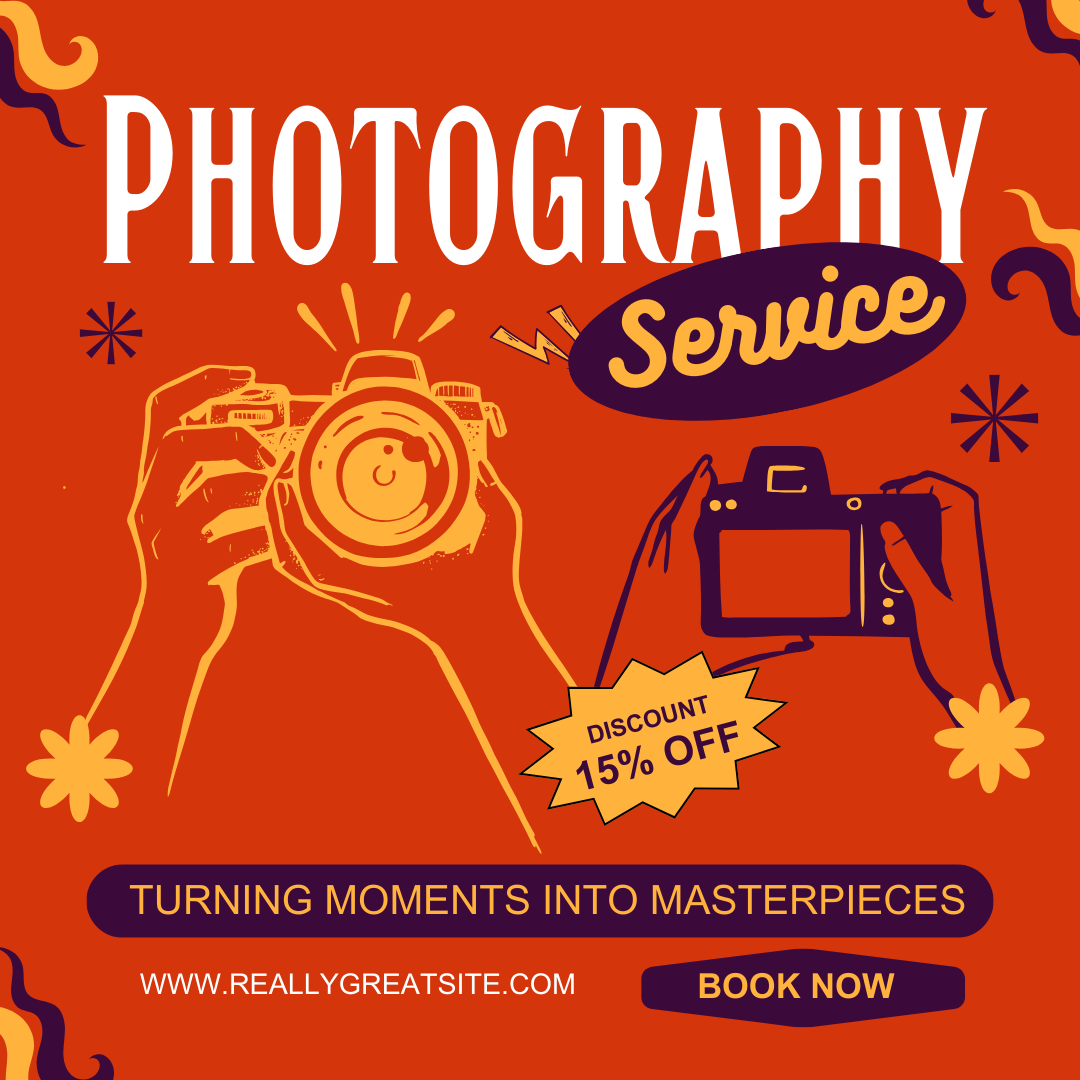 PHOTOGRAPHY
Service
DISCOUNT
15% OFF
TURNING MOMENTS INTO MASTERPIECES
WWW.REALLYGREATSITE.COM
BOOK NOW